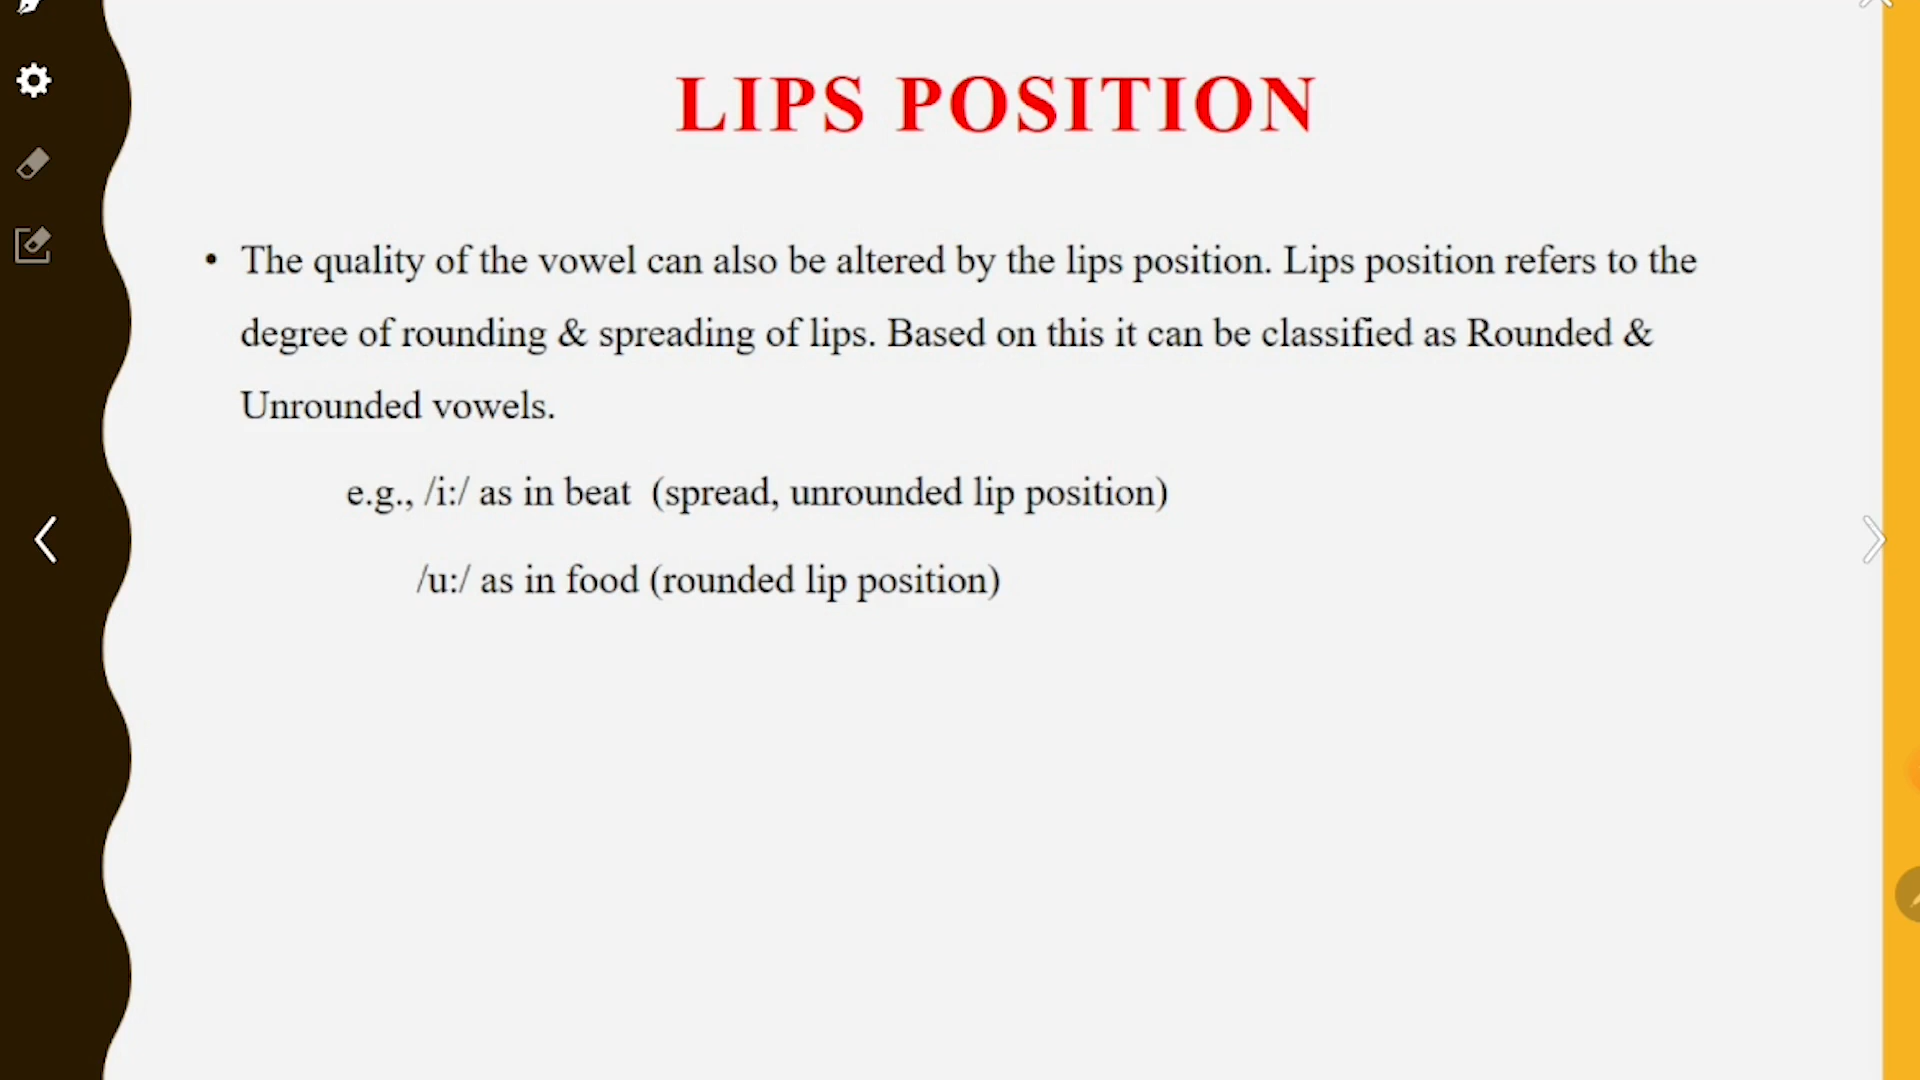 LIPS POSITION
• The quality of the vowel can also be altered by the lips position. Lips position refers to the
degree of rounding & spreading of lips. Based on this it can be classified as Rounded &
Unrounded vowels.
e.g., /i:/ as in beat  (spread, unrounded lip position)
/u:/ as in food (rounded lip position)